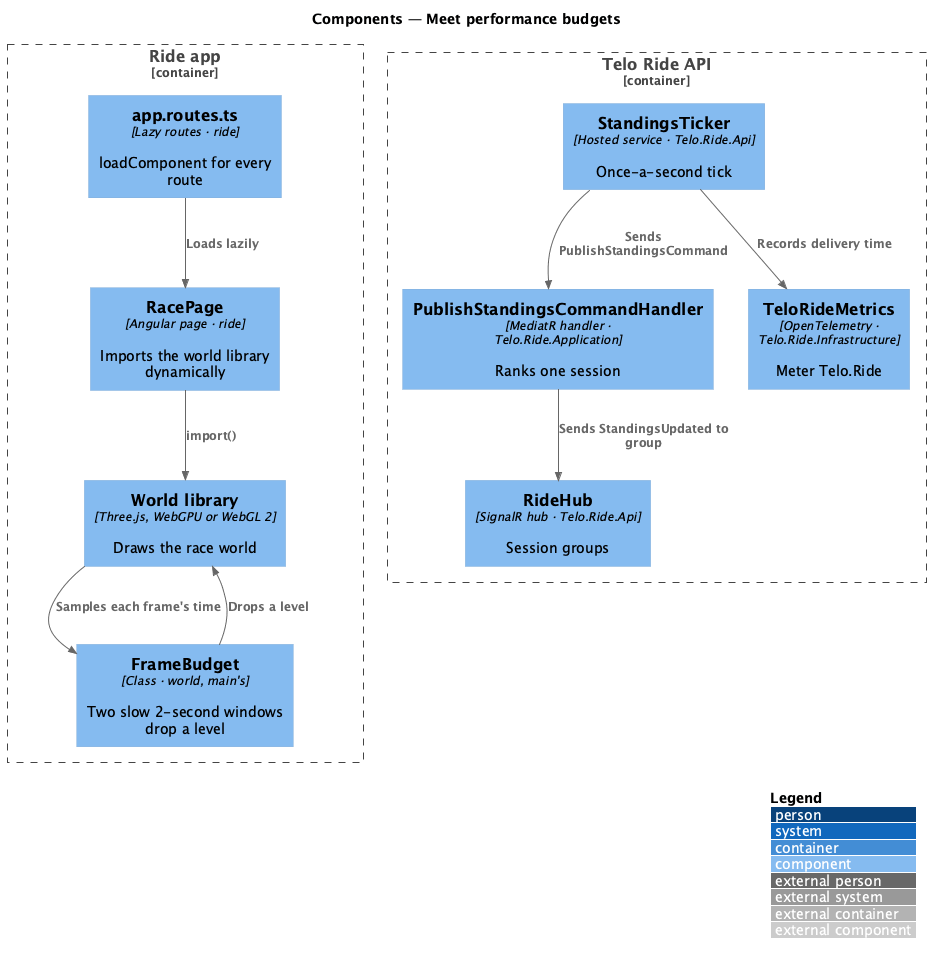 Components — Meet performance budgets
Ride app
[container]
app.routes.ts
[Lazy routes · ride]
loadComponent for every
route
Loads lazily
RacePage
[Angular page · ride]
Imports the world library
dynamically
import()
World library
[Three.js, WebGPU or WebGL 2]
Draws the race world
Samples each frame's time
Drops a level
FrameBudget
[Class · world, main's]
Two slow 2-second windows
drop a level
Telo Ride API
[container]
StandingsTicker
[Hosted service · Telo.Ride.Api]
Once-a-second tick
Sends
PublishStandingsCommand
Records delivery time
PublishStandingsCommandHandler
[MediatR handler ·
Telo.Ride.Application]
Ranks one session
TeloRideMetrics
[OpenTelemetry ·
Telo.Ride.Infrastructure]
Meter Telo.Ride
Sends StandingsUpdated to
group
RideHub
[SignalR hub · Telo.Ride.Api]
Session groups
Legend
person
system
container
component
external person
external system
external container
external component